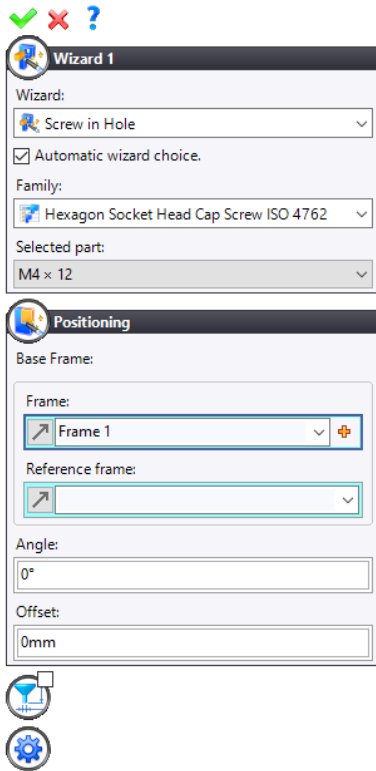 ?
Wizard 1
Wizard:
Screw in Hole
Automatic wizard choice.
Family:
Hexagon Socket Head Cap Screw ISO 4762
Selected part:
M4 × 12
Positioning
Base Frame:
Frame:
Frame 1
Reference frame:
Angle:
0°
Offset:
0mm